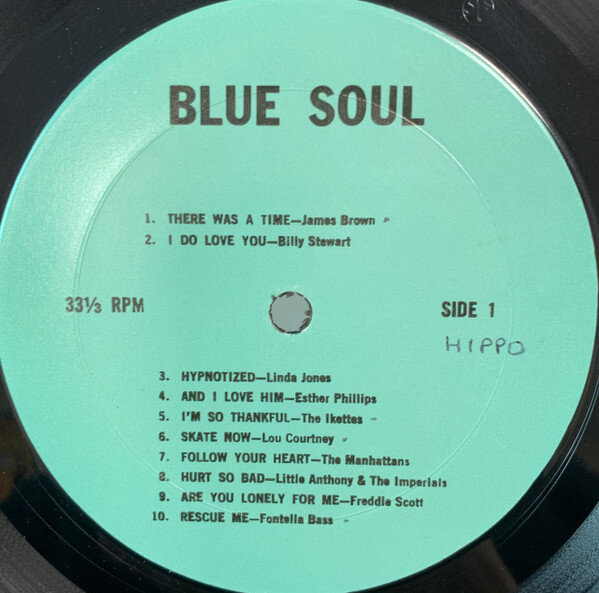 BLUE SOUL
1. THERE WAS A TIME—James Brown
2. I DO LOVE YOU—Billy Stewart
33⅓ RPM
SIDE 1
HIPPO
3. HYPNOTIZED—Linda Jones
4. AND I LOVE HIM—Esther Phillips
5. I'M SO THANKFUL—The Ikettes
6. SKATE NOW—Lou Courtney
7. FOLLOW YOUR HEART—The Manhattans
8. HURT SO BAD—Little Anthony & The Imperials
9. ARE YOU LONELY FOR ME—Freddie Scott
10. RESCUE ME—Fontella Bass